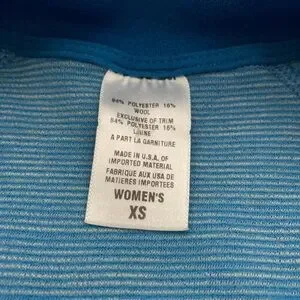 84% POLYESTER 16%
WOOL
EXCLUSIVE OF TRIM
84% POLYESTER 16%
LAINE
A PART LA GARNITURE
MADE IN U.S.A. OF
IMPORTED MATERIAL
FABRIQUE AUX USA DE
MATIERES IMPORTEES
WOMEN'S
XS